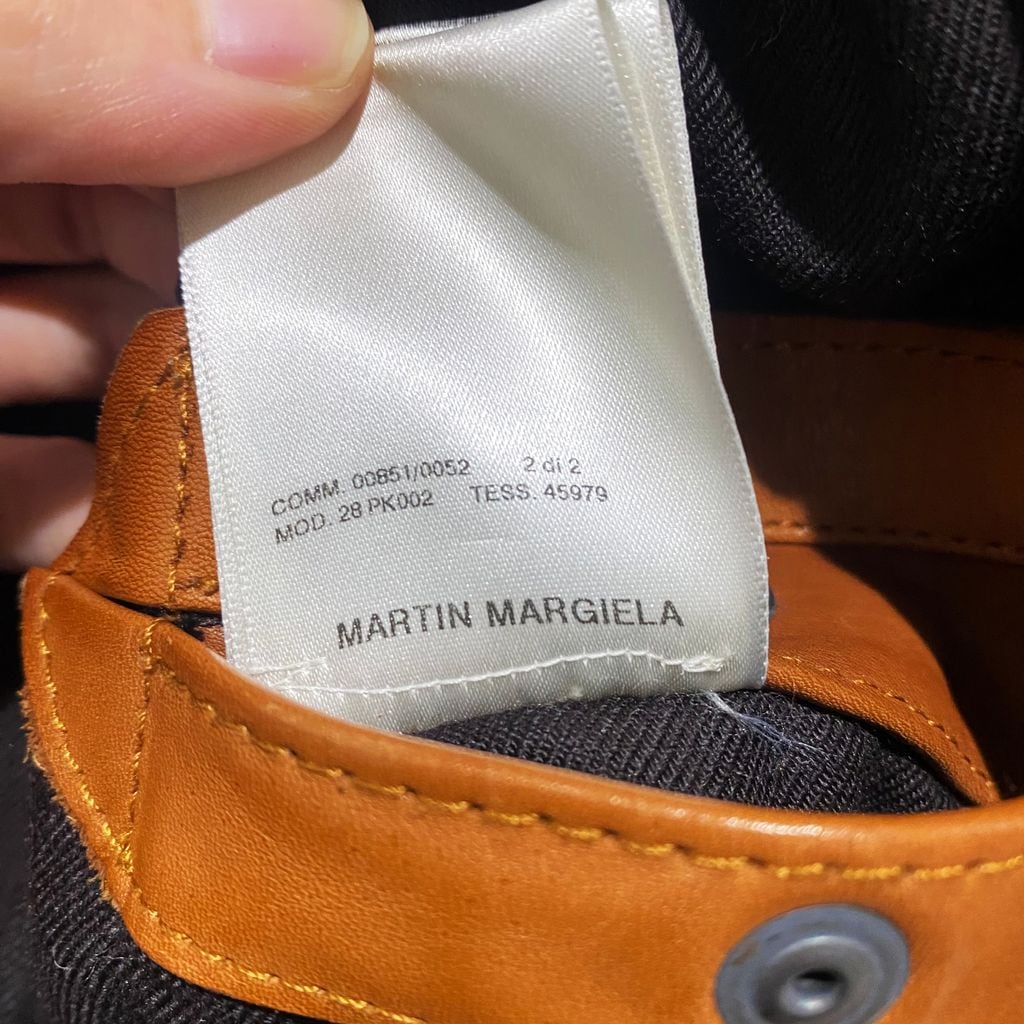 COMM. 00851/0052 2 di 2
MOD. 28 PK002 TESS. 45979
MARTIN MARGIELA